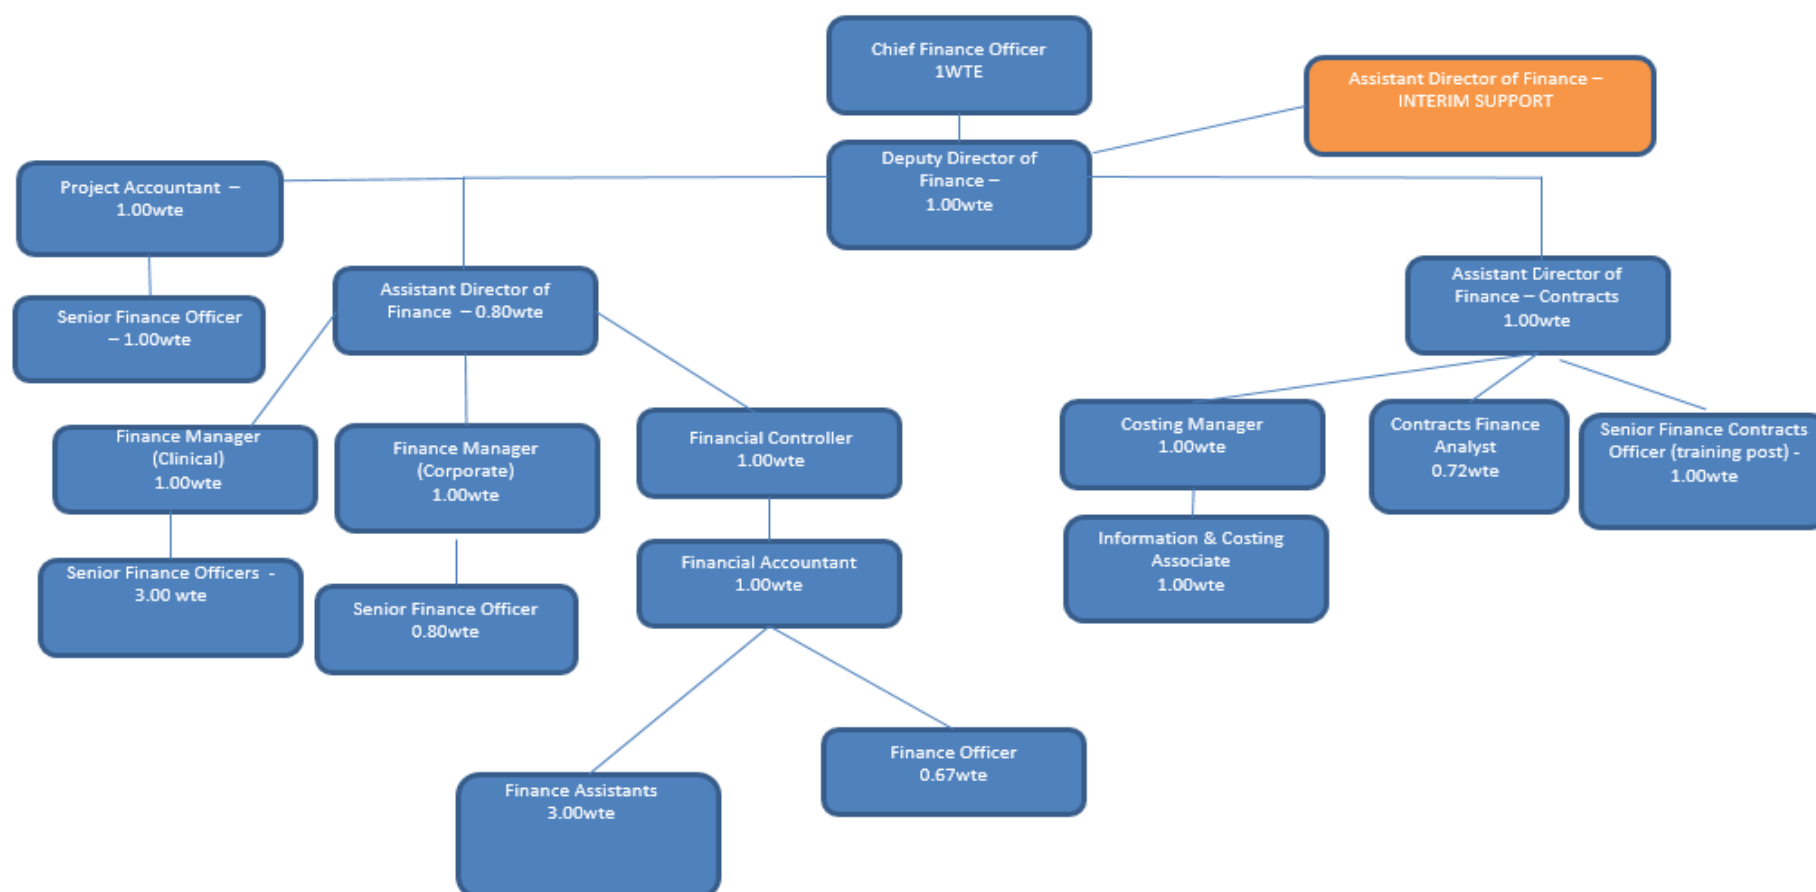 Chief Finance Officer
1WTE
Assistant Director of Finance –
INTERIM SUPPORT
Deputy Director of
Finance –
1.00wte
Project Accountant –
1.00wte
Senior Finance Officer
– 1.00wte
Assistant Director of
Finance – 0.80wte
Assistant Director of
Finance – Contracts
1.00wte
Finance Manager
(Clinical)
1.00wte
Finance Manager
(Corporate)
1.00wte
Financial Controller
1.00wte
Costing Manager
1.00wte
Contracts Finance
Analyst
0.72wte
Senior Finance Contracts
Officer (training post) -
1.00wte
Senior Finance Officers -
3.00 wte
Senior Finance Officer
0.80wte
Financial Accountant
1.00wte
Information & Costing
Associate
1.00wte
Finance Assistants
3.00wte
Finance Officer
0.67wte